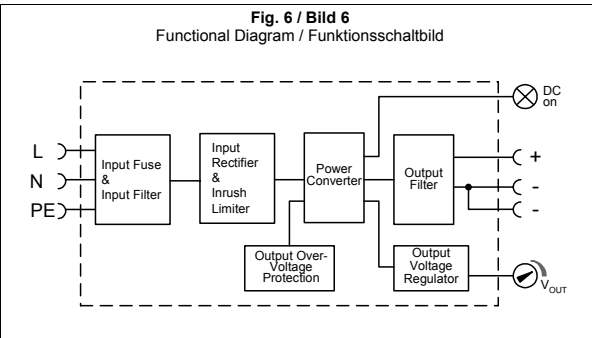 Fig. 6 / Bild 6
Functional Diagram / Funktionsschaltbild
DC
on
L
N
PE
Input Fuse
&
Input Filter
Input
Rectifier
&
Inrush
Limiter
Power
Converter
Output
Filter
+
-
-
Output Over-
Voltage
Protection
Output
Voltage
Regulator
VOUT